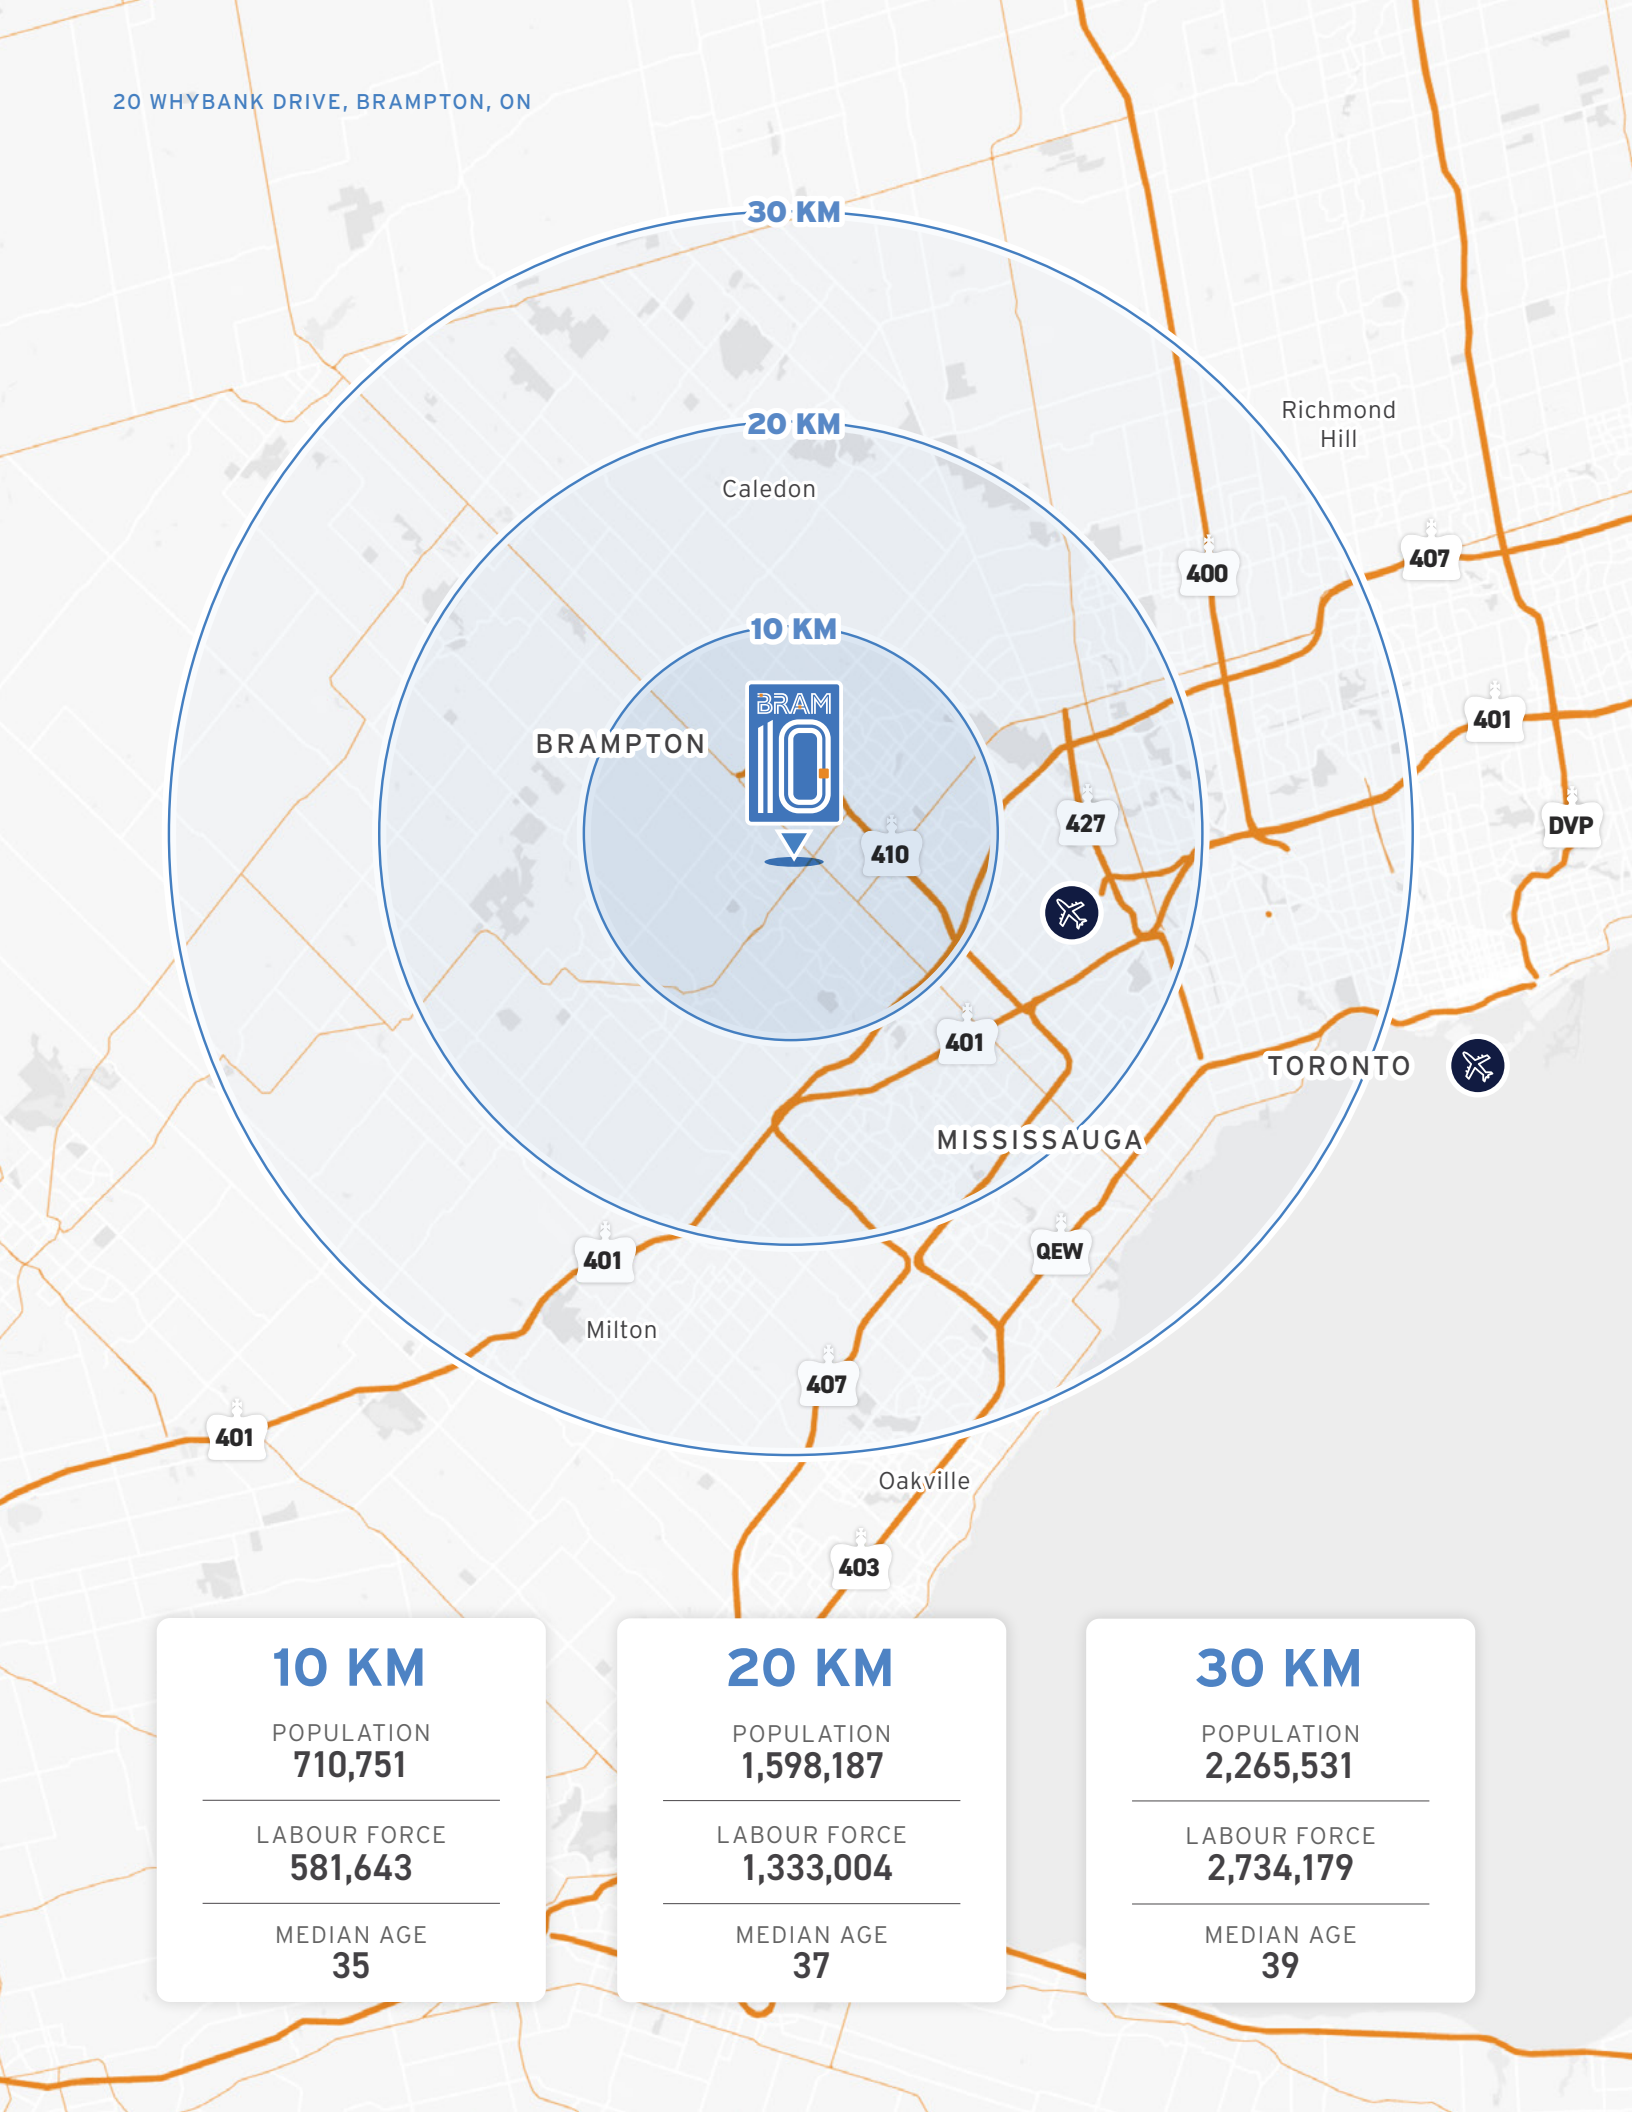 20 WHYBANK DRIVE, BRAMPTON, ON
30 KM
Richmond
Hill
20 KM
Caledon
407
400
10 KM
BRAM
10
BRAMPTON
401
427
DVP
410
401
TORONTO
MISSISSAUGA
QEW
401
Milton
407
401
Oakville
403
10 KM
POPULATION
710,751
LABOUR FORCE
581,643
MEDIAN AGE
35
20 KM
POPULATION
1,598,187
LABOUR FORCE
1,333,004
MEDIAN AGE
37
30 KM
POPULATION
2,265,531
LABOUR FORCE
2,734,179
MEDIAN AGE
39